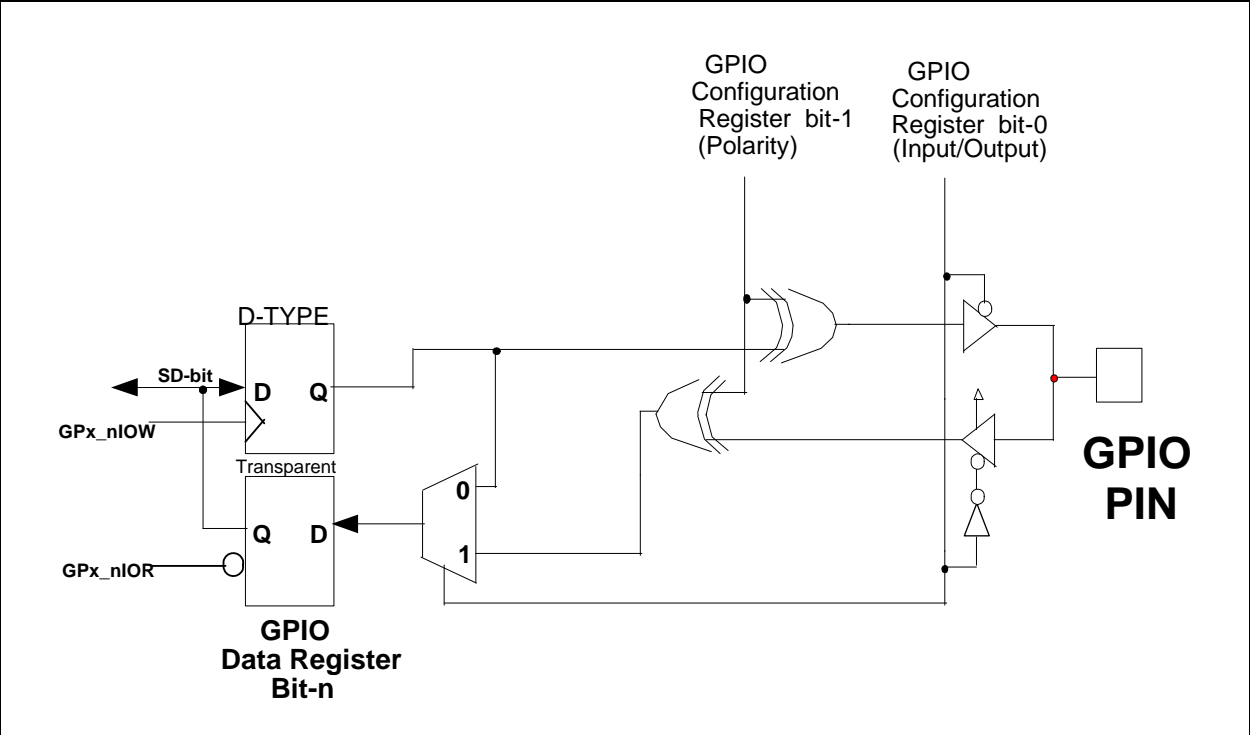 GPIO
Configuration
Register bit-1
(Polarity)
GPIO
Configuration
Register bit-0
(Input/Output)
D-TYPE
SD-bit
D Q
GPx_nIOW
Transparent
0
Q D
1
GPx_nIOR
GPIO
PIN
GPIO
Data Register
Bit-n